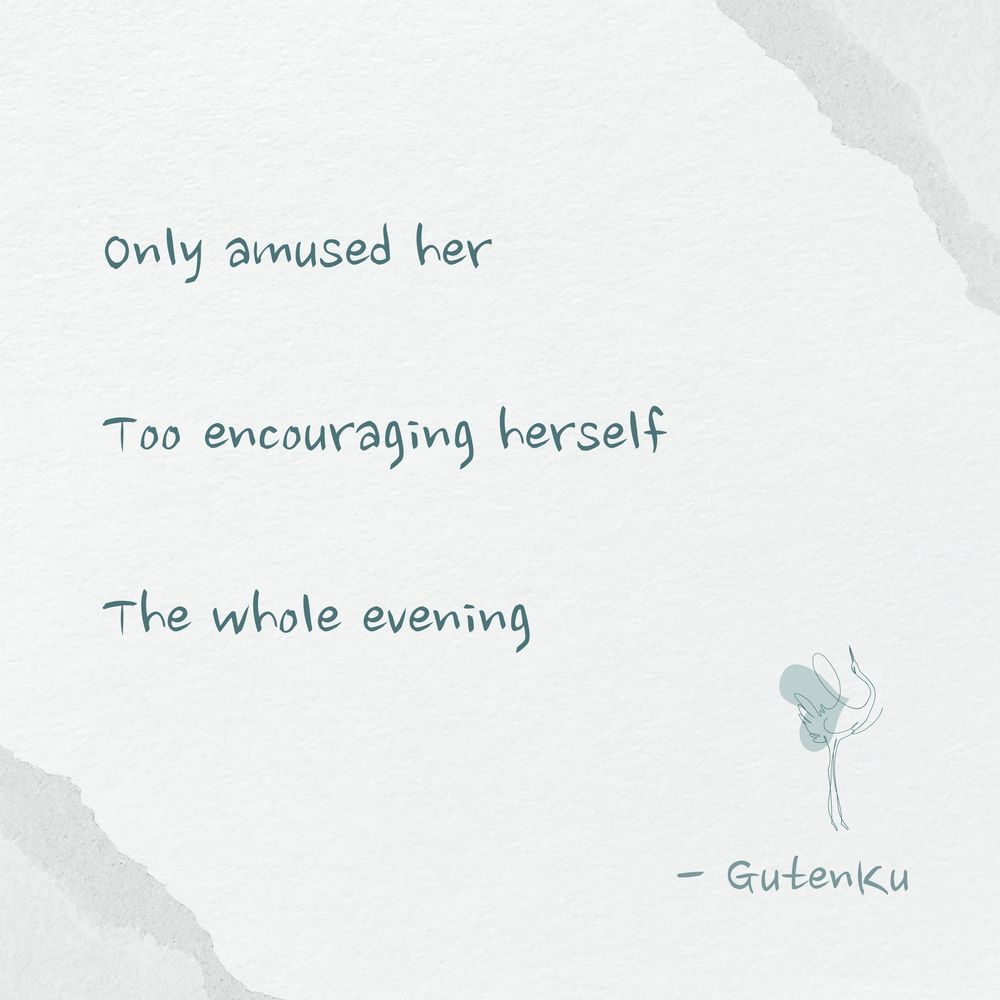 Only amused her
Too encouraging herself
The whole evening
- GutenKu